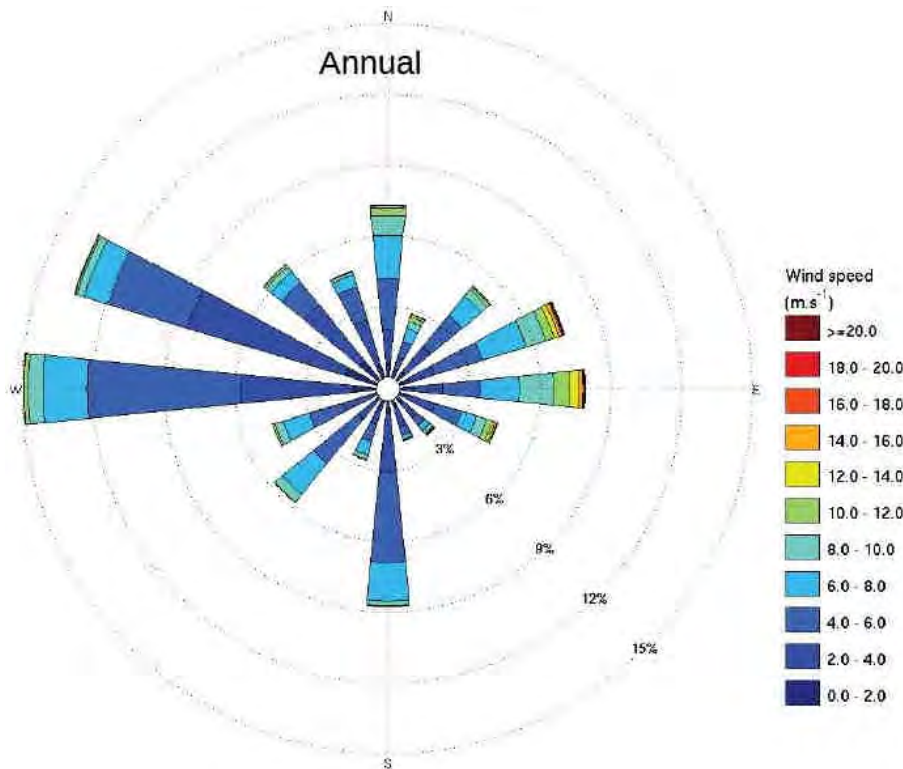 N
Annual
W
E
3%
6%
9%
12%
15%
S
Wind speed
(m.s⁻¹)
>=20.0
18.0 - 20.0
16.0 - 18.0
14.0 - 16.0
12.0 - 14.0
10.0 - 12.0
8.0 - 10.0
6.0 - 8.0
4.0 - 6.0
2.0 - 4.0
0.0 - 2.0